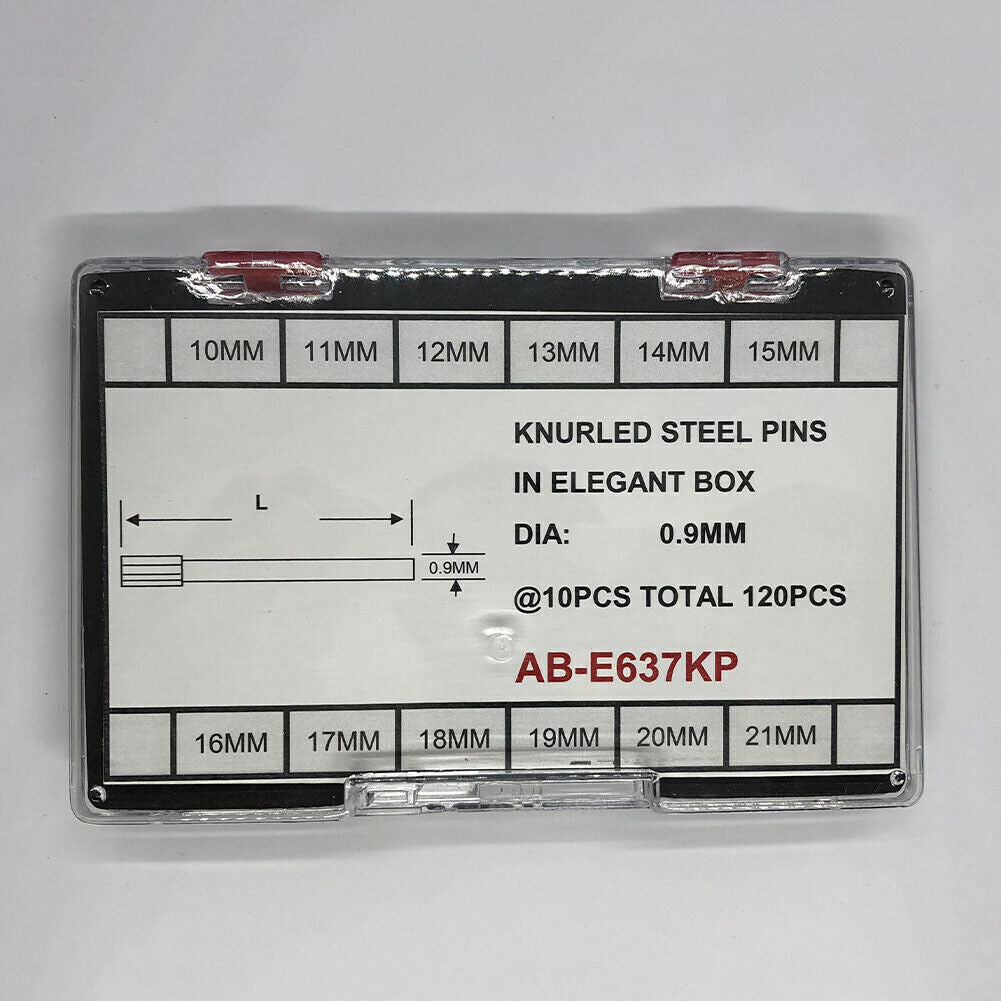 10MM 11MM 12MM 13MM 14MM 15MM
KNURLED STEEL PINS
IN ELEGANT BOX
L
DIA: 0.9MM
0.9MM
@10PCS TOTAL 120PCS
AB-E637KP
16MM 17MM 18MM 19MM 20MM 21MM